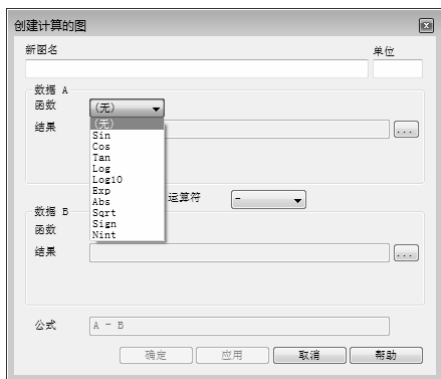 创建计算的图
新图名 单位
数据 A
函数 (无)
结果 ...
(无)
Sin
Cos
Tan
Log
Log10
Exp
Abs
Sqrt
Sign
Nint
运算符 -
数据 B
函数
结果 ...
公式 A - B
确定 应用 取消 帮助